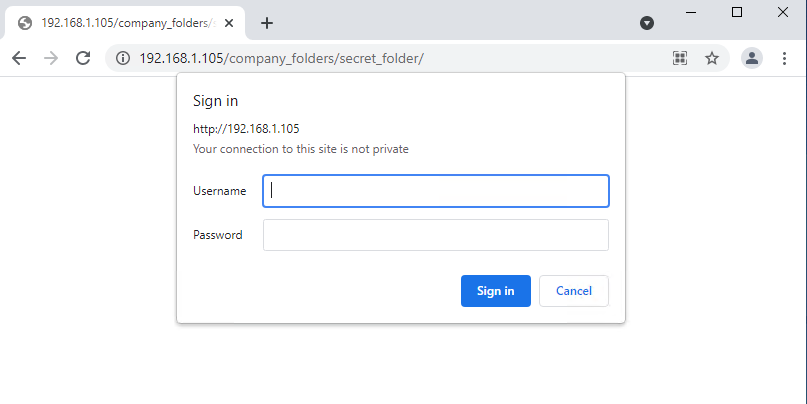 192.168.1.105/company_folders/s
192.168.1.105/company_folders/secret_folder/
Sign in
http://192.168.1.105
Your connection to this site is not private
Username
Password
Sign in Cancel